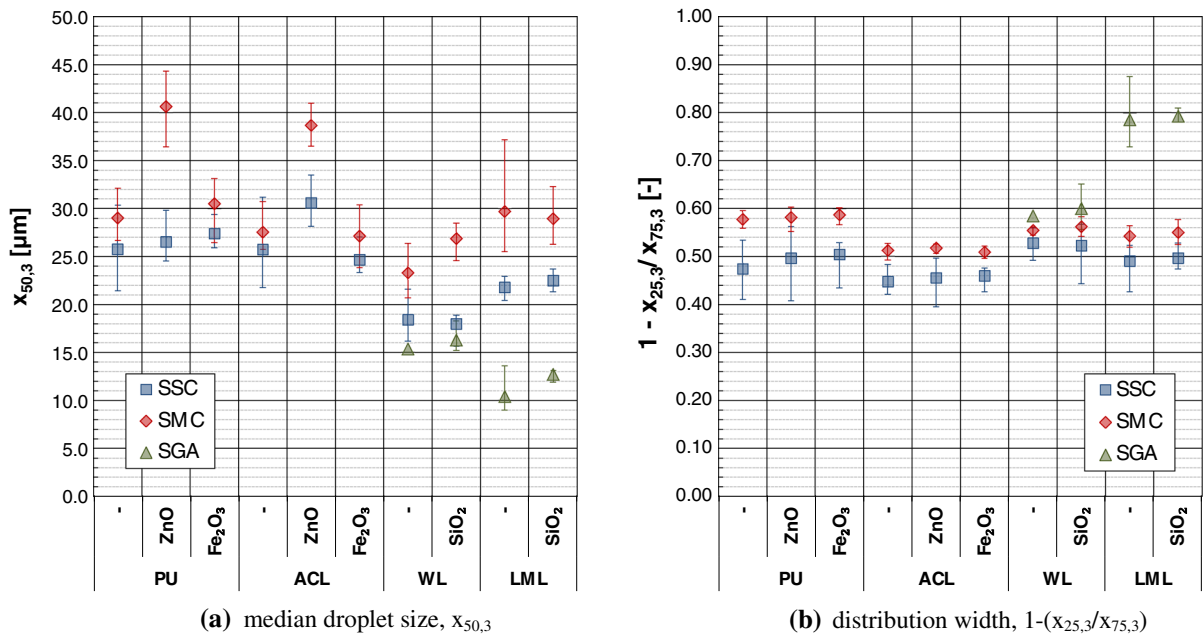 50.0
45.0
40.0
35.0
30.0
25.0
20.0
15.0
10.0
5.0
0.0
x50,3 [µm]
SSC
SMC
SGA
- ZnO Fe2O3 - ZnO Fe2O3 - SiO2 - SiO2
PU ACL WL LML
(a) median droplet size, x50,3
1.00
0.90
0.80
0.70
0.60
0.50
0.40
0.30
0.20
0.10
0.00
1 - x25,3/ x75,3 [-]
SSC
SMC
SGA
- ZnO Fe2O3 - ZnO Fe2O3 - SiO2 - SiO2
PU ACL WL LML
(b) distribution width, 1-(x25,3/x75,3)